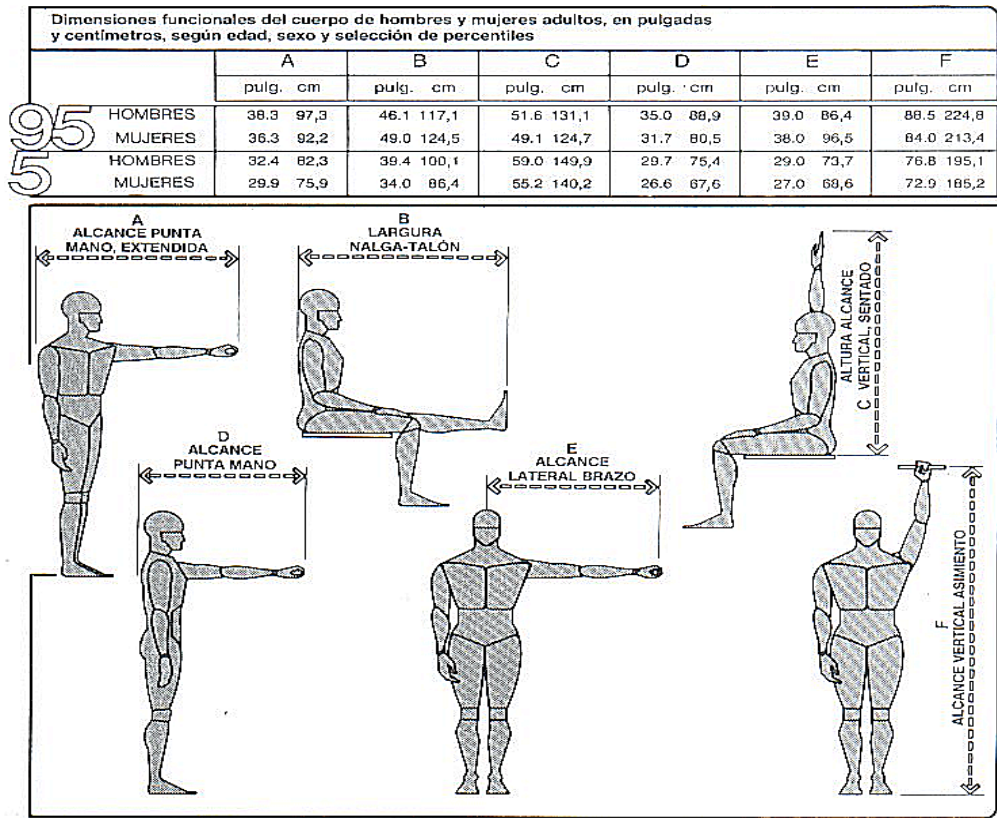 Dimensiones funcionales del cuerpo de hombres y mujeres adultos, en pulgadas
y centímetros, según edad, sexo y selección de percentiles
A B C D E F
pulg. cm pulg. cm pulg. cm pulg. cm pulg. cm pulg. cm
95 HOMBRES 38.3 97,3 46.1 117,1 51.6 131,1 35.0 88,9 39.0 86,4 88.5 224,8
MUJERES 36.3 92,2 49.0 124,5 49.1 124,7 31.7 80,5 38.0 96,5 84.0 213,4
5 HOMBRES 32.4 82,3 39.4 100,1 59.0 149,9 29.7 75,4 29.0 73,7 76.8 195,1
MUJERES 29.9 75,9 34.0 86,4 55.2 140,2 26.6 67,6 27.0 68,6 72.9 185,2
A
ALCANCE PUNTA
MANO, EXTENDIDA
B
LARGURA
NALGA-TALÓN
ALTURA ALCANCE
C VERTICAL, SENTADO
D
ALCANCE
PUNTA MANO
E
ALCANCE
LATERAL BRAZO
F
ALCANCE VERTICAL ASIMIENTO